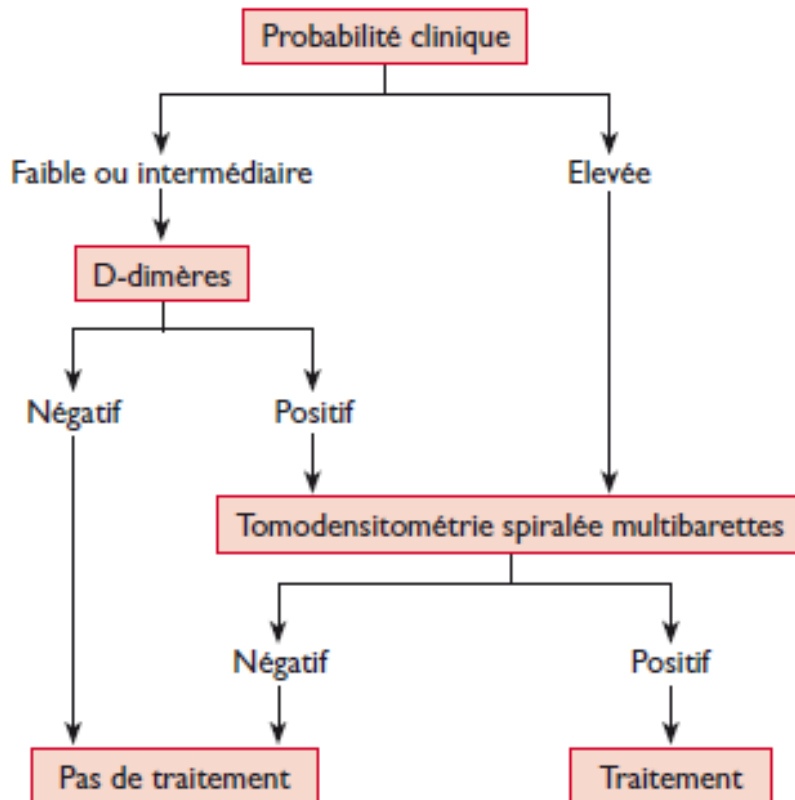 Probabilité clinique
Faible ou intermédiaire
Elevée
D-dimères
Négatif
Positif
Tomodensitométrie spiralée multibarettes
Négatif
Positif
Pas de traitement
Traitement